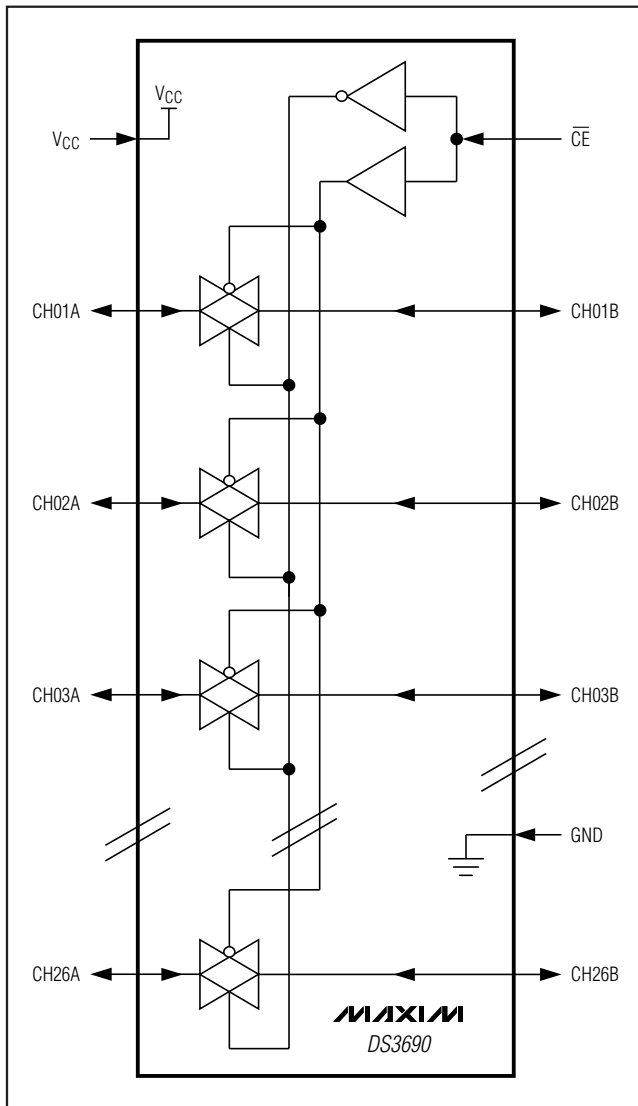 VCC
VCC
CE
CH01A
CH01B
CH02A
CH02B
CH03A
CH03B
GND
CH26A
CH26B
MAXIM
DS3690